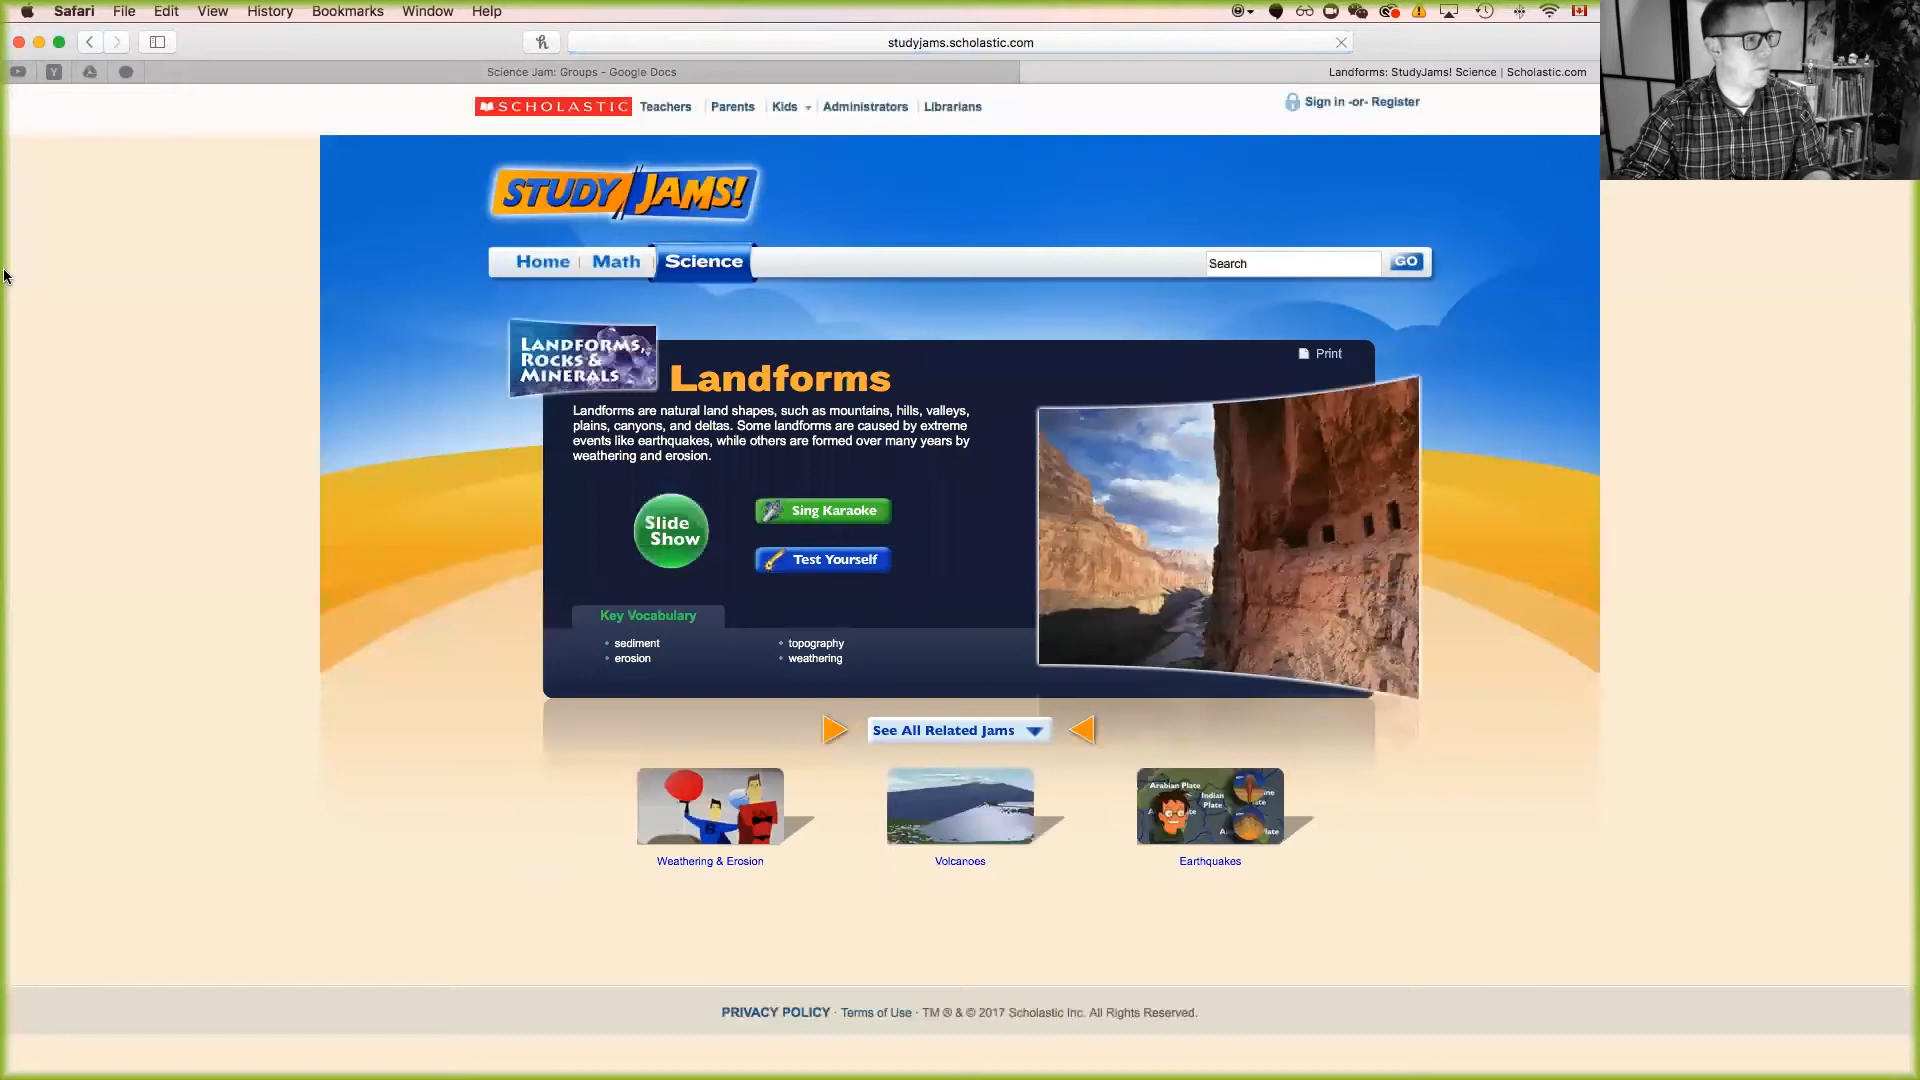 Safari File Edit View History Bookmarks Window Help
studyjams.scholastic.com
Science Jam: Groups - Google Docs
Landforms: StudyJams! Science | Scholastic.com
SCHOLASTIC Teachers Parents Kids Administrators Librarians
Sign in -or- Register
STUDY JAMS!
Home Math Science
Search GO
LANDFORMS,
ROCKS &
MINERALS
Print
Landforms
Landforms are natural land shapes, such as mountains, hills, valleys,
plains, canyons, and deltas. Some landforms are caused by extreme
events like earthquakes, while others are formed over many years by
weathering and erosion.
Slide
Show
Sing Karaoke
Test Yourself
Key Vocabulary
• sediment
• erosion
• topography
• weathering
See All Related Jams
Arabian Plate
Indian
Plate
Weathering & Erosion
Volcanoes
Earthquakes
PRIVACY POLICY · Terms of Use · TM ® & © 2017 Scholastic Inc. All Rights Reserved.